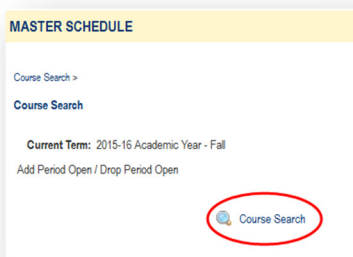 MASTER SCHEDULE
Course Search >
Course Search
Current Term: 2015-16 Academic Year - Fall
Add Period Open / Drop Period Open
Course Search